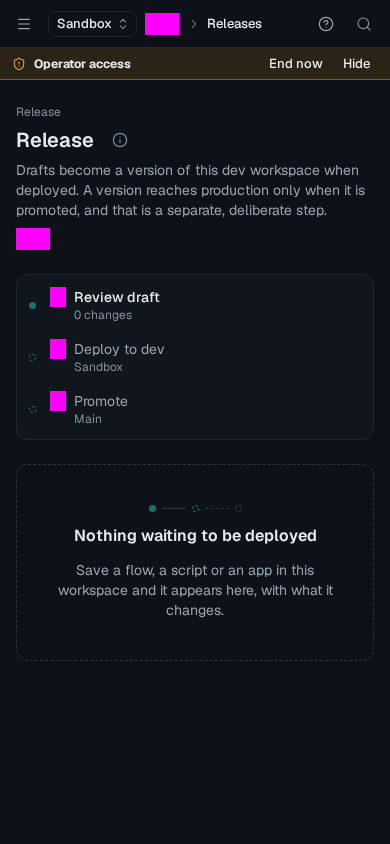 Sandbox
Releases
Operator access
End now
Hide
Release
Release
Drafts become a version of this dev workspace when
deployed. A version reaches production only when it is
promoted, and that is a separate, deliberate step.
Review draft
0 changes
Deploy to dev
Sandbox
Promote
Main
Nothing waiting to be deployed
Save a flow, a script or an app in this
workspace and it appears here, with what it
changes.